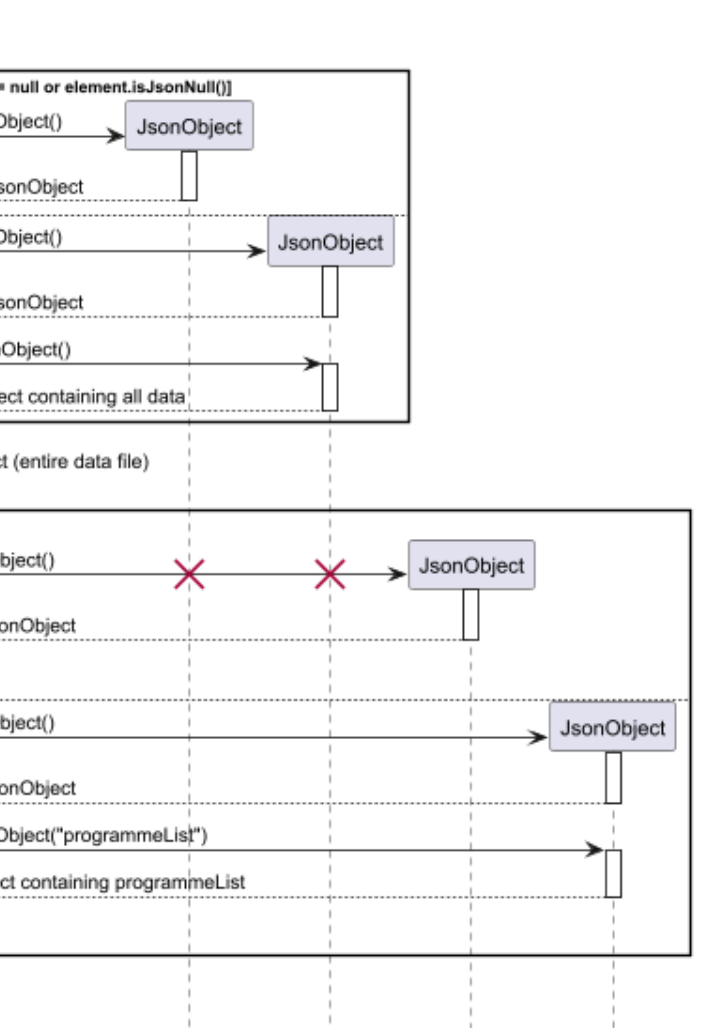 = null or element.isJsonNull()]
Object()
JsonObject
sonObject
Object()
JsonObject
sonObject
Object()
ect containing all data
ct (entire data file)
bject()
JsonObject
onObject
bject()
JsonObject
onObject
Object("programmeList")
ct containing programmeList